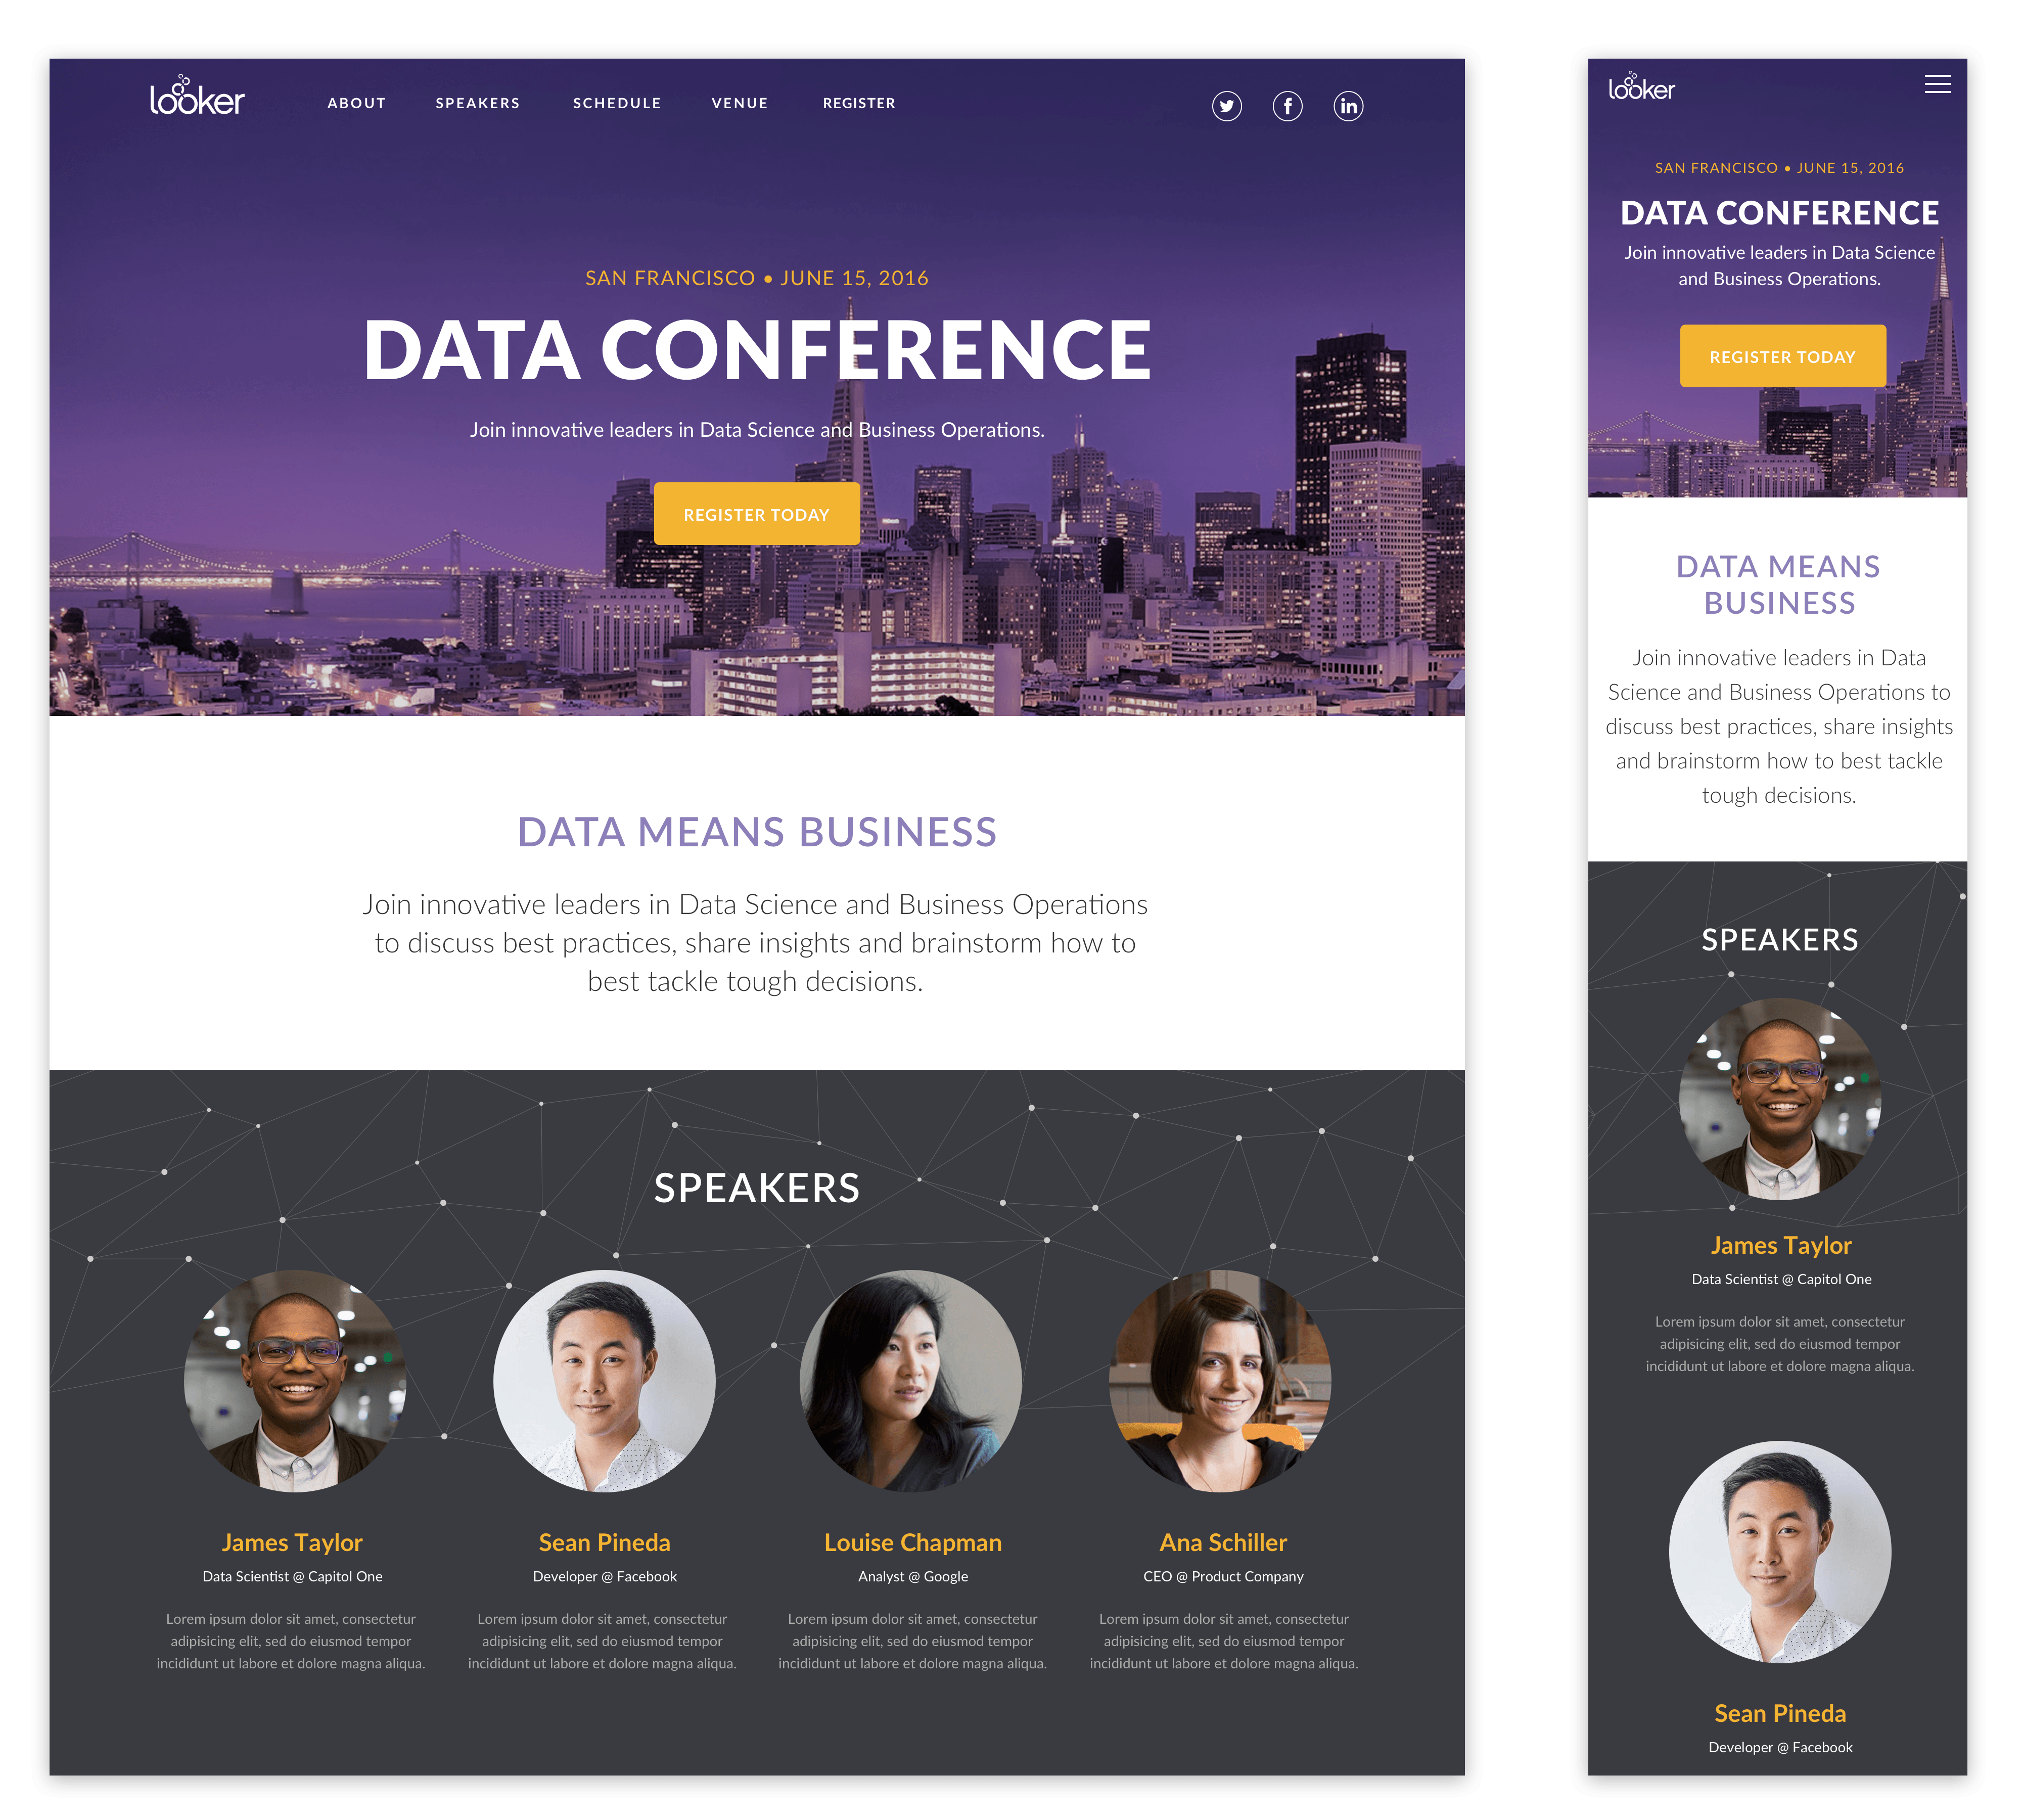 looker
ABOUT SPEAKERS SCHEDULE VENUE REGISTER
SAN FRANCISCO • JUNE 15, 2016
DATA CONFERENCE
Join innovative leaders in Data Science and Business Operations.
REGISTER TODAY
DATA MEANS BUSINESS
Join innovative leaders in Data Science and Business Operations
to discuss best practices, share insights and brainstorm how to
best tackle tough decisions.
SPEAKERS
James Taylor
Data Scientist @ Capitol One
Lorem ipsum dolor sit amet, consectetur
adipisicing elit, sed do eiusmod tempor
incididunt ut labore et dolore magna aliqua.
Sean Pineda
Developer @ Facebook
Lorem ipsum dolor sit amet, consectetur
adipisicing elit, sed do eiusmod tempor
incididunt ut labore et dolore magna aliqua.
Louise Chapman
Analyst @ Google
Lorem ipsum dolor sit amet, consectetur
adipisicing elit, sed do eiusmod tempor
incididunt ut labore et dolore magna aliqua.
Ana Schiller
CEO @ Product Company
Lorem ipsum dolor sit amet, consectetur
adipisicing elit, sed do eiusmod tempor
incididunt ut labore et dolore magna aliqua.
looker
SAN FRANCISCO • JUNE 15, 2016
DATA CONFERENCE
Join innovative leaders in Data Science
and Business Operations.
REGISTER TODAY
DATA MEANS
BUSINESS
Join innovative leaders in Data
Science and Business Operations to
discuss best practices, share insights
and brainstorm how to best tackle
tough decisions.
SPEAKERS
James Taylor
Data Scientist @ Capitol One
Lorem ipsum dolor sit amet, consectetur
adipisicing elit, sed do eiusmod tempor
incididunt ut labore et dolore magna aliqua.
Sean Pineda
Developer @ Facebook